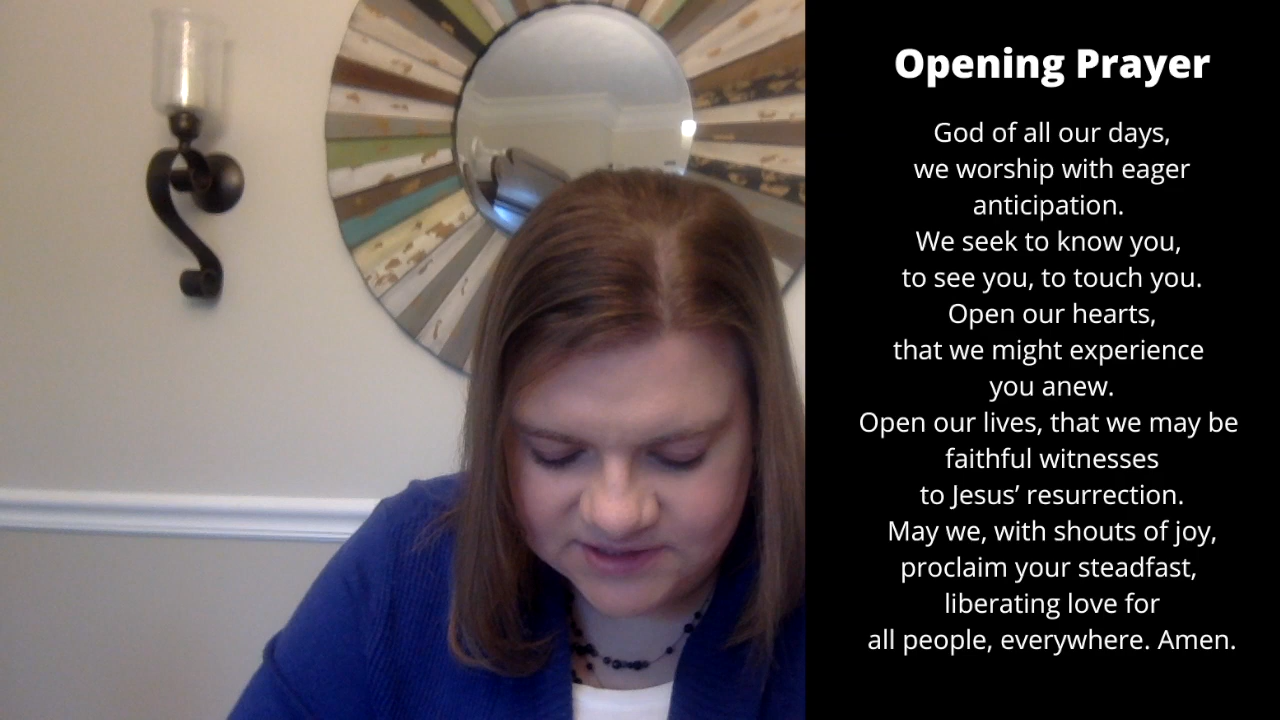 Opening Prayer
God of all our days,
we worship with eager
anticipation.
We seek to know you,
to see you, to touch you.
Open our hearts,
that we might experience
you anew.
Open our lives, that we may be
faithful witnesses
to Jesus’ resurrection.
May we, with shouts of joy,
proclaim your steadfast,
liberating love for
all people, everywhere. Amen.